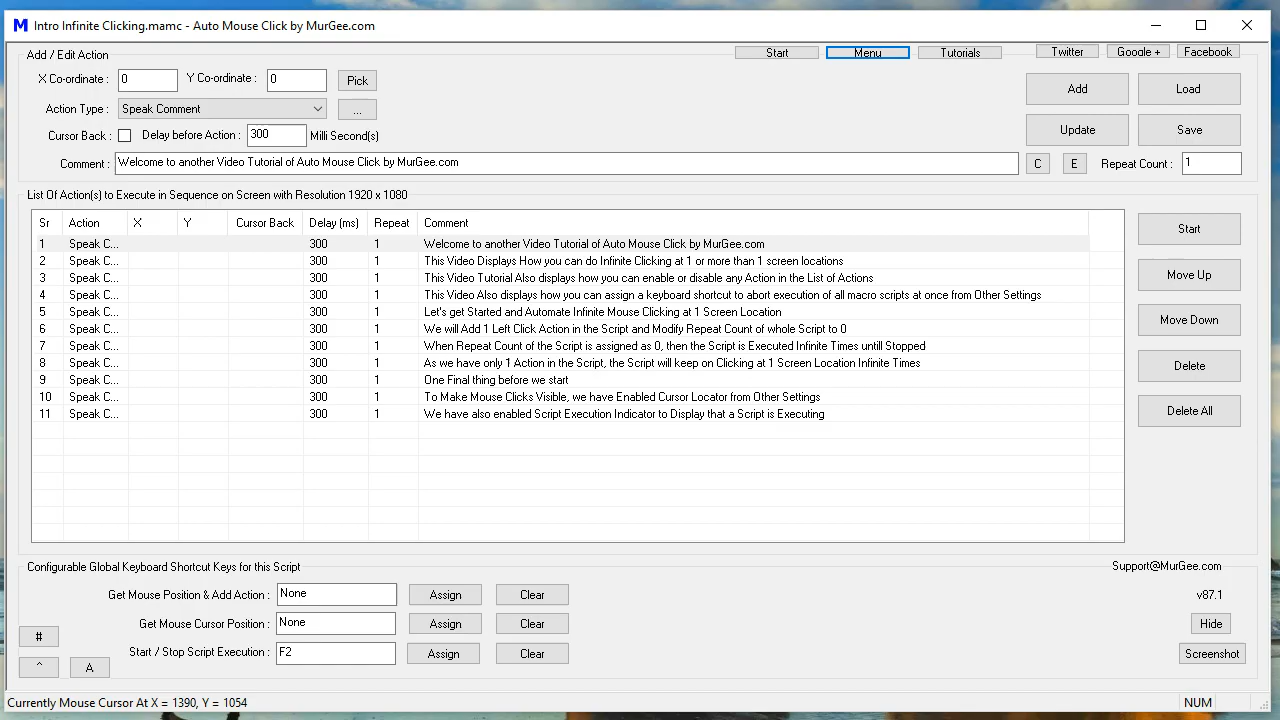 M Intro Infinite Clicking.mamc - Auto Mouse Click by MurGee.com
Add / Edit Action
Start Menu Tutorials Twitter Google + Facebook
X Co-ordinate : 0 Y Co-ordinate : 0 Pick
Add Load
Action Type : Speak Comment ...
Cursor Back : Delay before Action : 300 Milli Second(s)
Update Save
Comment : Welcome to another Video Tutorial of Auto Mouse Click by MurGee.com C E Repeat Count : 1
List Of Action(s) to Execute in Sequence on Screen with Resolution 1920 x 1080
Sr Action X Y Cursor Back Delay (ms) Repeat Comment
1 Speak C... 300 1 Welcome to another Video Tutorial of Auto Mouse Click by MurGee.com
2 Speak C... 300 1 This Video Displays How you can do Infinite Clicking at 1 or more than 1 screen locations
3 Speak C... 300 1 This Video Tutorial Also displays how you can enable or disable any Action in the List of Actions
4 Speak C... 300 1 This Video Also displays how you can assign a keyboard shortcut to abort execution of all macro scripts at once from Other Settings
5 Speak C... 300 1 Let's get Started and Automate Infinite Mouse Clicking at 1 Screen Location
6 Speak C... 300 1 We will Add 1 Left Click Action in the Script and Modify Repeat Count of whole Script to 0
7 Speak C... 300 1 When Repeat Count of the Script is assigned as 0, then the Script is Executed Infinite Times untill Stopped
8 Speak C... 300 1 As we have only 1 Action in the Script, the Script will keep on Clicking at 1 Screen Location Infinite Times
9 Speak C... 300 1 One Final thing before we start
10 Speak C... 300 1 To Make Mouse Clicks Visible, we have Enabled Cursor Locator from Other Settings
11 Speak C... 300 1 We have also enabled Script Execution Indicator to Display that a Script is Executing
Start
Move Up
Move Down
Delete
Delete All
Configurable Global Keyboard Shortcut Keys for this Script
Support@MurGee.com
Get Mouse Position & Add Action : None Assign Clear
v87.1
Get Mouse Cursor Position : None Assign Clear
Hide
#
Start / Stop Script Execution : F2 Assign Clear
Screenshot
^ A
Currently Mouse Cursor At X = 1390, Y = 1054
NUM